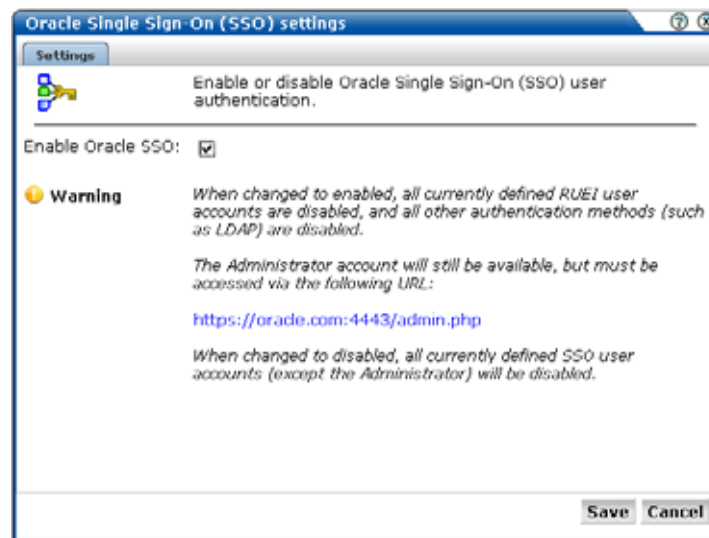 Oracle Single Sign-On (SSO) settings
Settings
Enable or disable Oracle Single Sign-On (SSO) user
authentication.
Enable Oracle SSO:
Warning
When changed to enabled, all currently defined RUEI user
accounts are disabled, and all other authentication methods (such
as LDAP) are disabled.
The Administrator account will still be available, but must be
accessed via the following URL:
https://oracle.com:4443/admin.php
When changed to disabled, all currently defined SSO user
accounts (except the Administrator) will be disabled.
Save Cancel